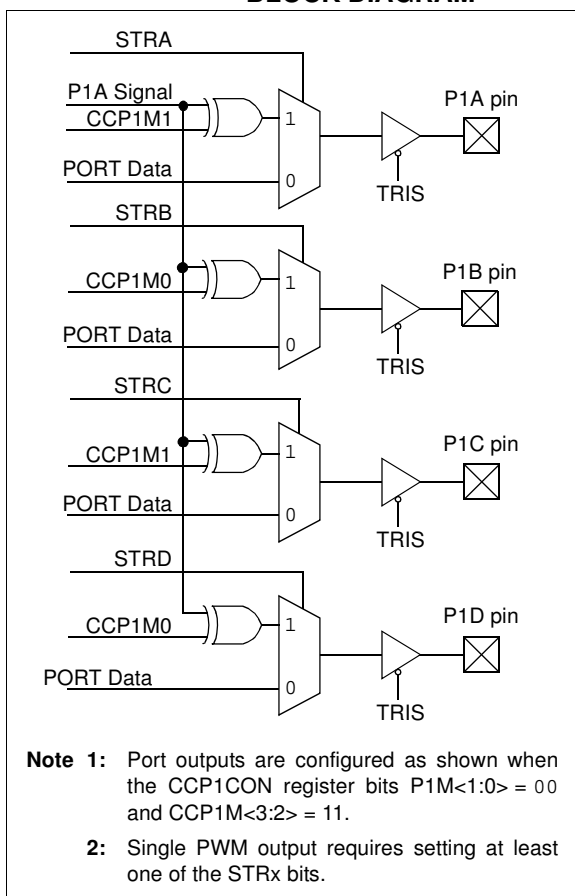 BLOCK DIAGRAM
STRA
P1A Signal
CCP1M1
1
P1A pin
PORT Data
0
TRIS
STRB
CCP1M0
1
P1B pin
PORT Data
0
TRIS
STRC
CCP1M1
1
P1C pin
PORT Data
0
TRIS
STRD
CCP1M0
1
P1D pin
PORT Data
0
TRIS
Note 1: Port outputs are configured as shown when
the CCP1CON register bits P1M<1:0> = 00
and CCP1M<3:2> = 11.
2: Single PWM output requires setting at least
one of the STRx bits.